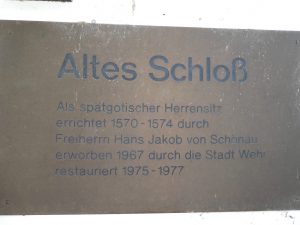 Altes Schloß
Als spätgotischer Herrensitz
errichtet 1570-1574 durch
Freiherrn Hans Jakob von Schönau
erworben 1967 durch die Stadt Wehr
restauriert 1975-1977